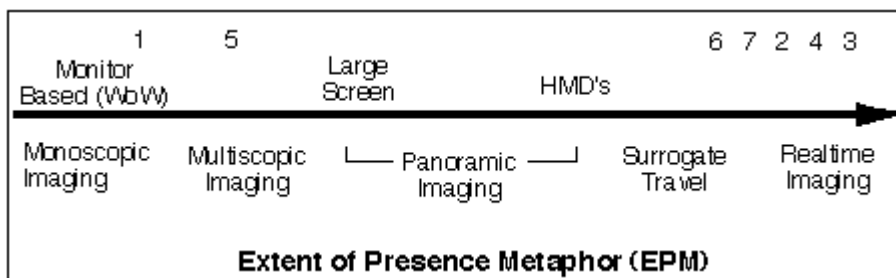 1 5 6 7 2 4 3
Monitor
Based (WoW)
Large
Screen
HMD's
Monoscopic
Imaging
Multiscopic
Imaging
Panoramic
Imaging
Surrogate
Travel
Realtime
Imaging
Extent of Presence Metaphor (EPM)